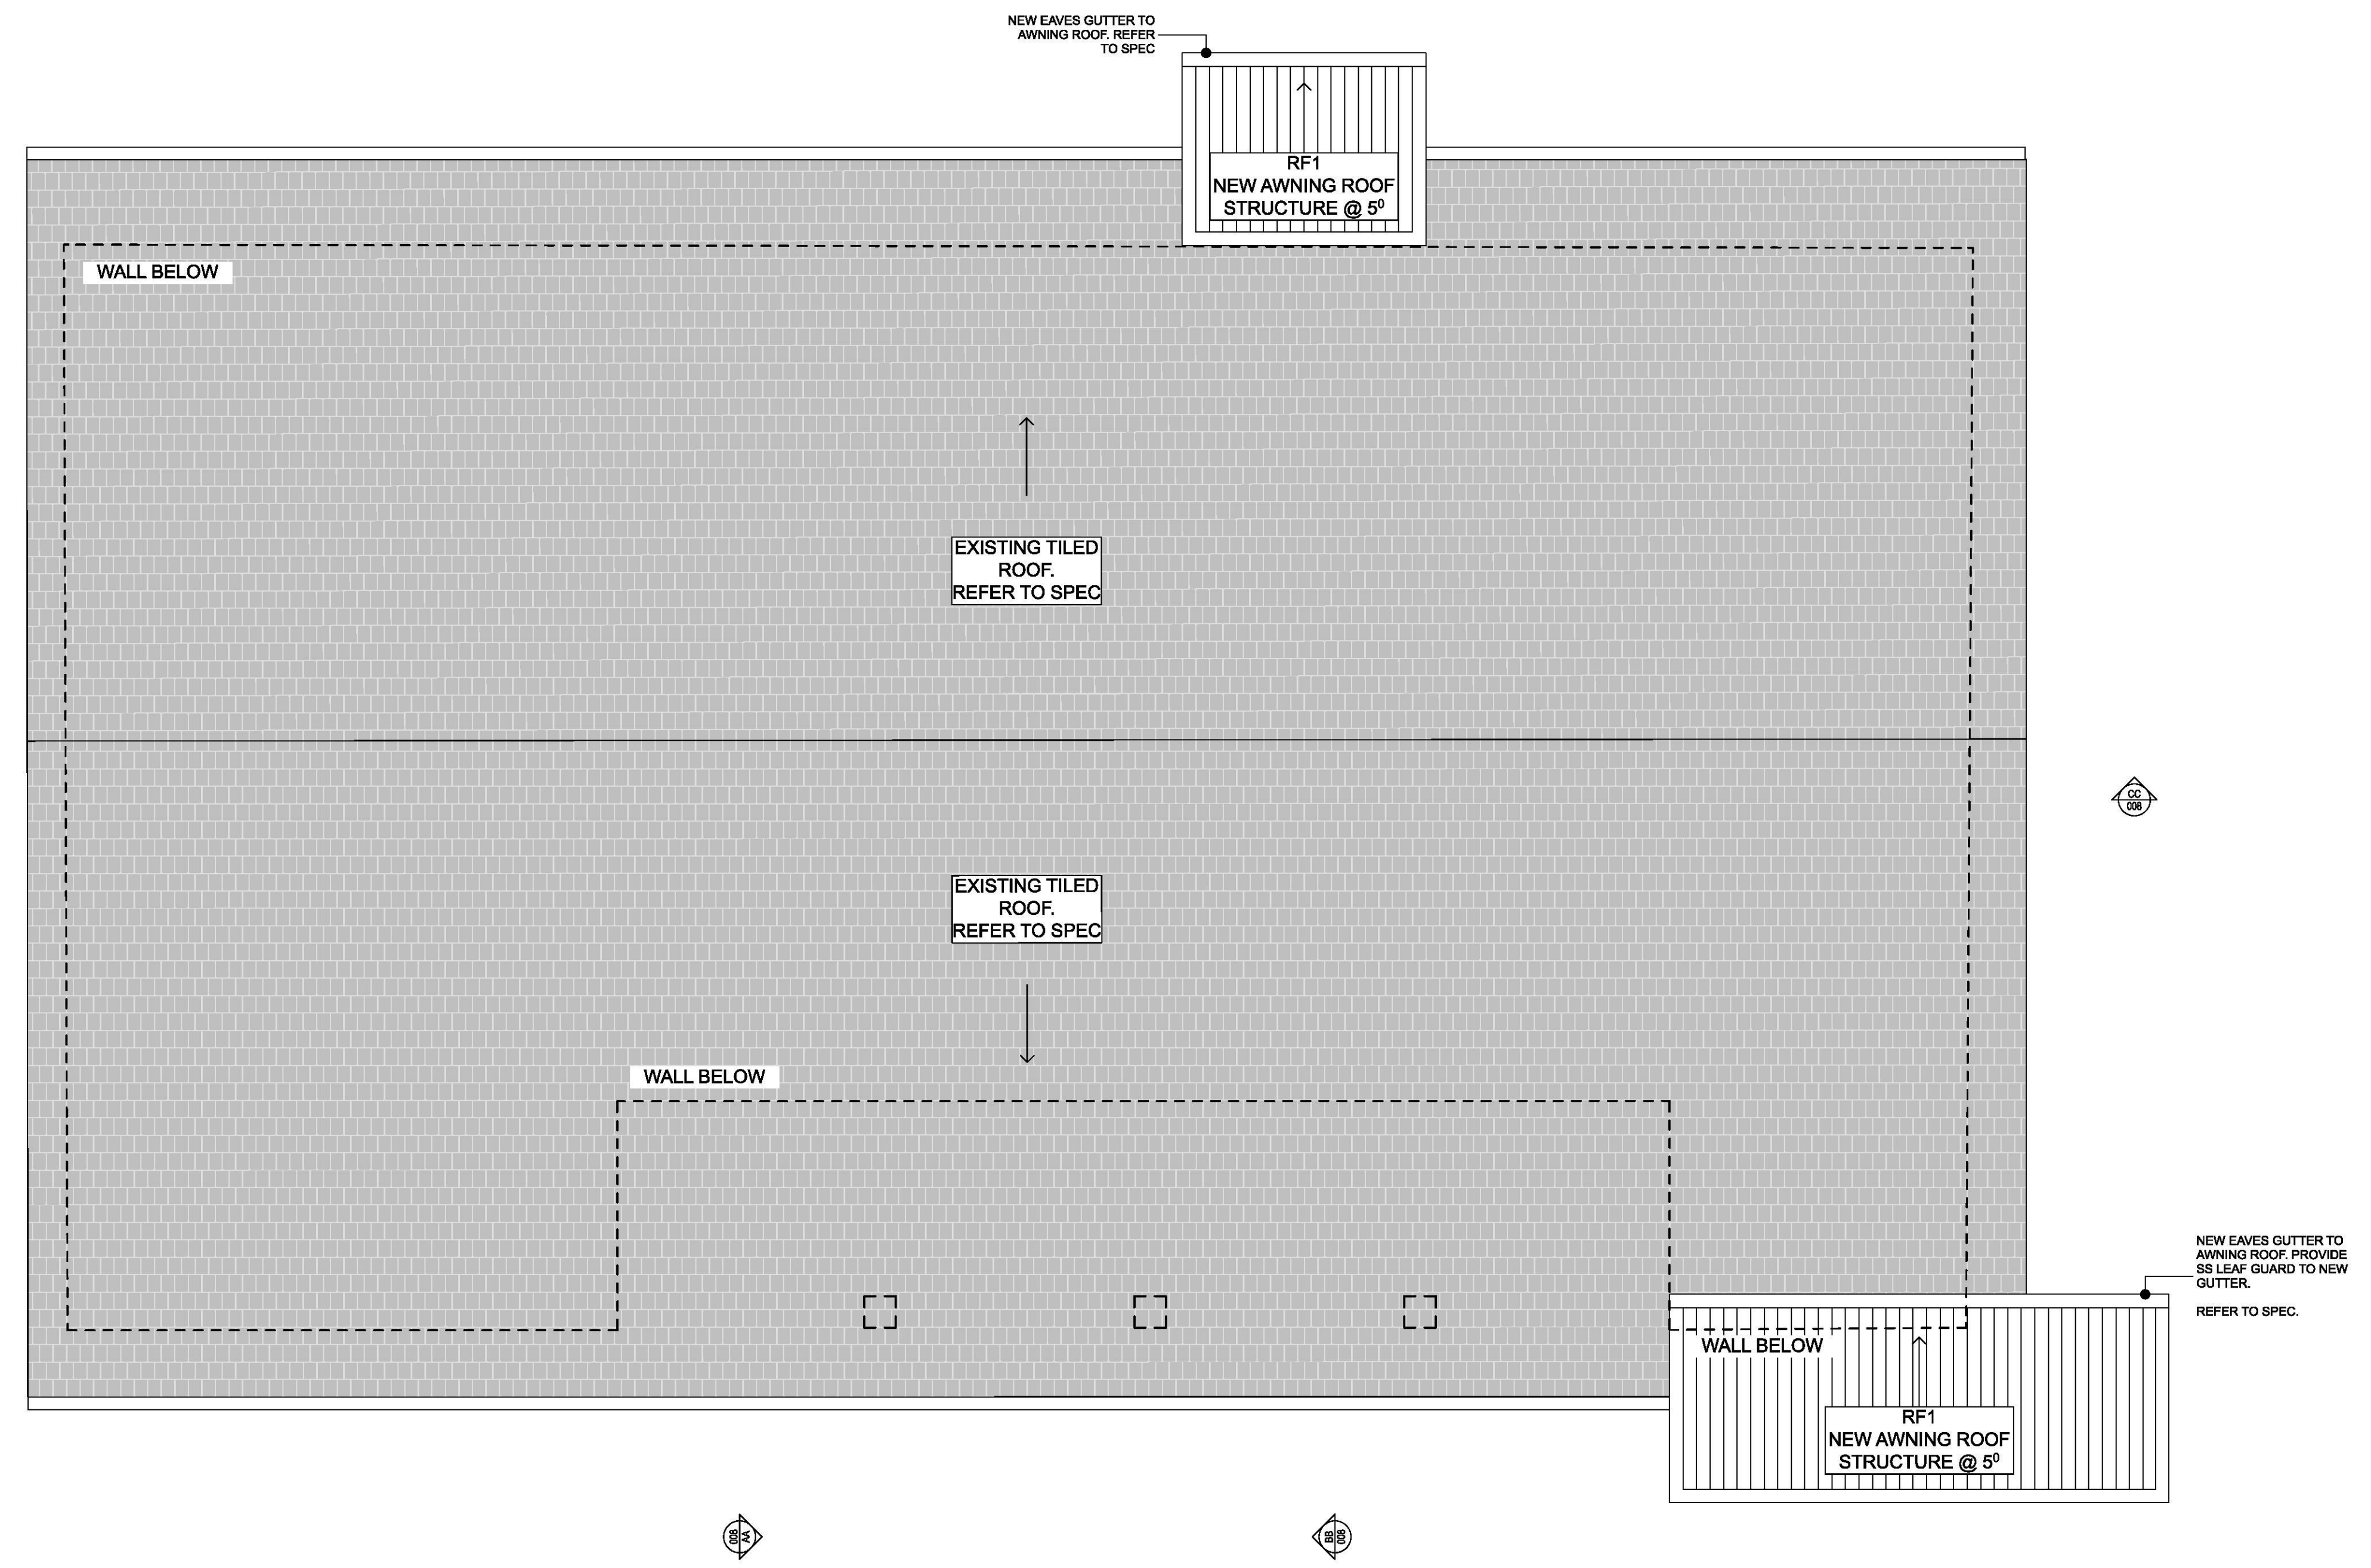 NEW EAVES GUTTER TO
AWNING ROOF. REFER
TO SPEC
RF1
NEW AWNING ROOF
STRUCTURE @ 5⁰
WALL BELOW
EXISTING TILED
ROOF.
REFER TO SPEC
CC
008
EXISTING TILED
ROOF.
REFER TO SPEC
WALL BELOW
NEW EAVES GUTTER TO
AWNING ROOF. PROVIDE
SS LEAF GUARD TO NEW
GUTTER.
REFER TO SPEC.
WALL BELOW
RF1
NEW AWNING ROOF
STRUCTURE @ 5⁰
008
AA
BB
008